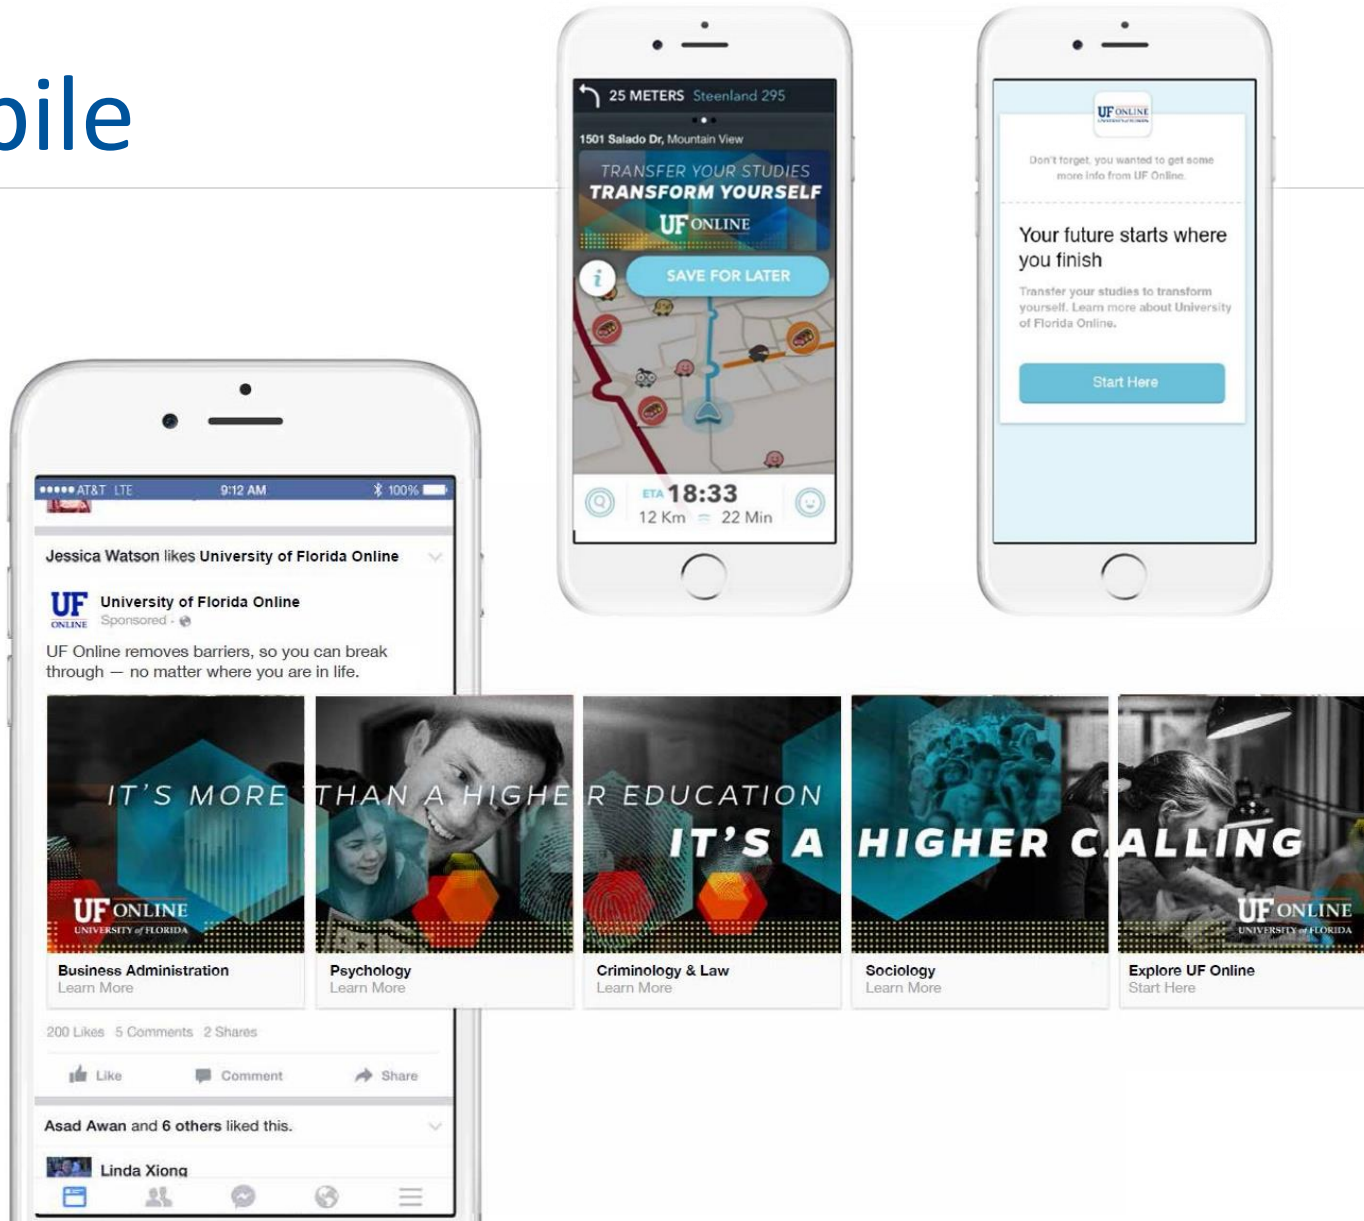 bile
25 METERS Steenland 295
1501 Salado Dr, Mountain View
TRANSFER YOUR STUDIES
TRANSFORM YOURSELF
UF ONLINE
i
SAVE FOR LATER
ETA 18:33
12 Km = 22 Min
UF ONLINE
UNIVERSITY of FLORIDA
Don't forget, you wanted to get some
more info from UF Online.
Your future starts where
you finish
Transfer your studies to transform
yourself. Learn more about University
of Florida Online.
Start Here
AT&T LTE 9:12 AM 100%
Jessica Watson likes University of Florida Online
UF
ONLINE
University of Florida Online
Sponsored
UF Online removes barriers, so you can break
through — no matter where you are in life.
IT'S MORE THAN A HIGHER EDUCATION
IT'S A HIGHER CALLING
UF ONLINE
UNIVERSITY of FLORIDA
UF ONLINE
UNIVERSITY of FLORIDA
Business Administration
Learn More
Psychology
Learn More
Criminology & Law
Learn More
Sociology
Learn More
Explore UF Online
Start Here
200 Likes 5 Comments 2 Shares
Like Comment Share
Asad Awan and 6 others liked this.
Linda Xiong